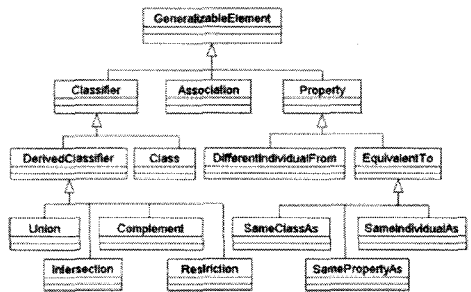 GeneralizableElement
Classifier Association Property
DerivedClassifier Class DifferentIndividualFrom EquivalentTo
Union Complement SameClassAs SameIndividualAs
Intersection Restriction SamePropertyAs